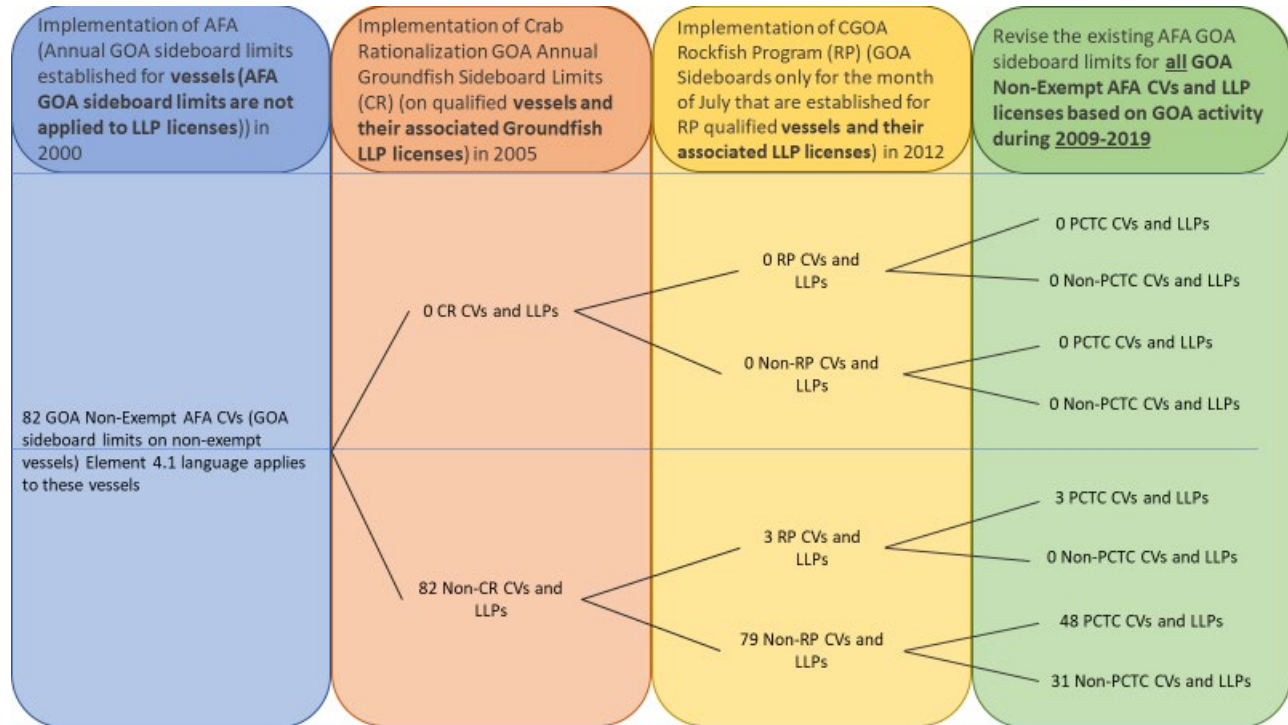 Implementation of AFA
(Annual GOA sideboard limits
established for vessels (AFA
GOA sideboard limits are not
applied to LLP licenses)) in
2000
Implementation of Crab
Rationalization GOA Annual
Groundfish Sideboard Limits
(CR) (on qualified vessels and
their associated Groundfish
LLP licenses) in 2005
Implementation of CGOA
Rockfish Program (RP) (GOA
Sideboards only for the month
of July that are established for
RP qualified vessels and their
associated LLP licenses) in 2012
Revise the existing AFA GOA
sideboard limits for all GOA
Non-Exempt AFA CVs and LLP
licenses based on GOA activity
during 2009-2019
82 GOA Non-Exempt AFA CVs (GOA
sideboard limits on non-exempt
vessels) Element 4.1 language applies
to these vessels
0 CR CVs and LLPs
82 Non-CR CVs and
LLPs
0 RP CVs and
LLPs
0 Non-RP CVs and
LLPs
3 RP CVs and
LLPs
79 Non-RP CVs and
LLPs
0 PCTC CVs and LLPs
0 Non-PCTC CVs and LLPs
0 PCTC CVs and LLPs
0 Non-PCTC CVs and LLPs
3 PCTC CVs and LLPs
0 Non-PCTC CVs and LLPs
48 PCTC CVs and LLPs
31 Non-PCTC CVs and LLPs